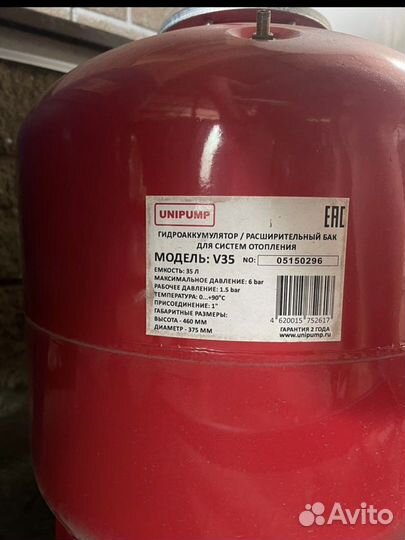 UNIPUMP
EAC
ГИДРОАККУМУЛЯТОР / РАСШИРИТЕЛЬНЫЙ БАК
ДЛЯ СИСТЕМ ОТОПЛЕНИЯ
МОДЕЛЬ: V35 NO: 05150296
ЕМКОСТЬ: 35 Л
МАКСИМАЛЬНОЕ ДАВЛЕНИЕ: 6 bar
РАБОЧЕЕ ДАВЛЕНИЕ: 1.5 bar
ТЕМПЕРАТУРА: 0...+90°C
ПРИСОЕДИНЕНИЕ: 1"
ГАБАРИТНЫЕ РАЗМЕРЫ:
ВЫСОТА - 460 ММ
ДИАМЕТР - 375 ММ
4 620015 752617
ГАРАНТИЯ 2 ГОДА
www.unipump.ru
Avito